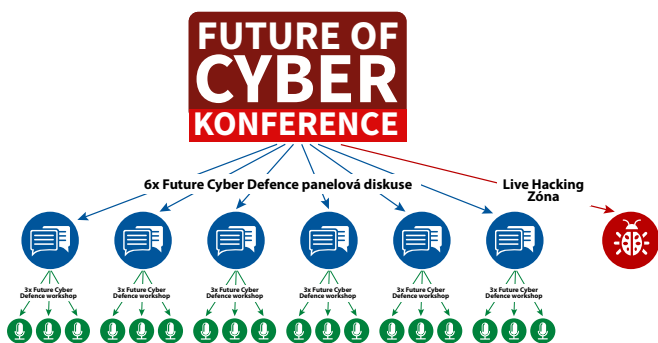 FUTURE OF
CYBER
KONFERENCE
6x Future Cyber Defence panelová diskuse
Live Hacking
Zóna
3x Future Cyber
Defence workshop
3x Future Cyber
Defence workshop
3x Future Cyber
Defence workshop
3x Future Cyber
Defence workshop
3x Future Cyber
Defence workshop
3x Future Cyber
Defence workshop